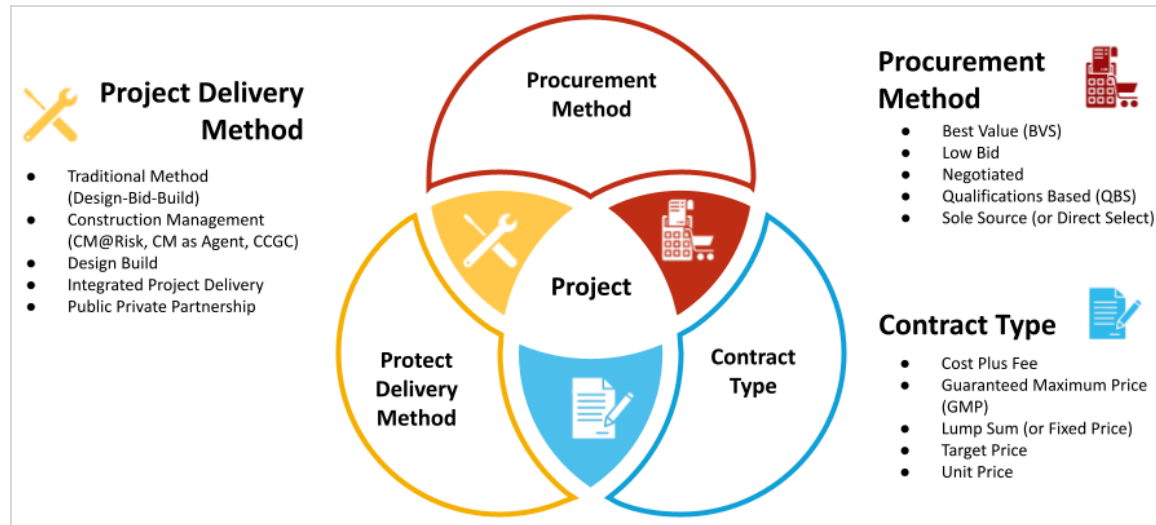 Project Delivery
Method
● Traditional Method
(Design-Bid-Build)
● Construction Management
(CM@Risk, CM as Agent, CCGC)
● Design Build
● Integrated Project Delivery
● Public Private Partnership
Procurement
Method
Project
Protect
Delivery
Method
Contract
Type
Procurement
Method
● Best Value (BVS)
● Low Bid
● Negotiated
● Qualifications Based (QBS)
● Sole Source (or Direct Select)
Contract Type
● Cost Plus Fee
● Guaranteed Maximum Price
(GMP)
● Lump Sum (or Fixed Price)
● Target Price
● Unit Price